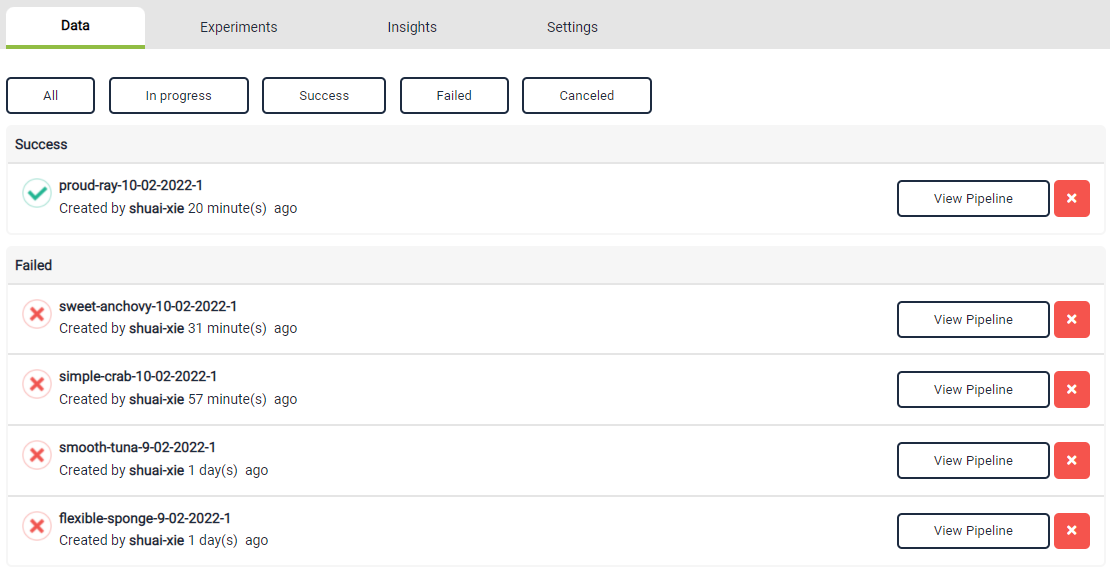 Data Experiments Insights Settings
All In progress Success Failed Canceled
Success
proud-ray-10-02-2022-1
Created by shuai-xie 20 minute(s) ago
View Pipeline
Failed
sweet-anchovy-10-02-2022-1
Created by shuai-xie 31 minute(s) ago
View Pipeline
simple-crab-10-02-2022-1
Created by shuai-xie 57 minute(s) ago
View Pipeline
smooth-tuna-9-02-2022-1
Created by shuai-xie 1 day(s) ago
View Pipeline
flexible-sponge-9-02-2022-1
Created by shuai-xie 1 day(s) ago
View Pipeline